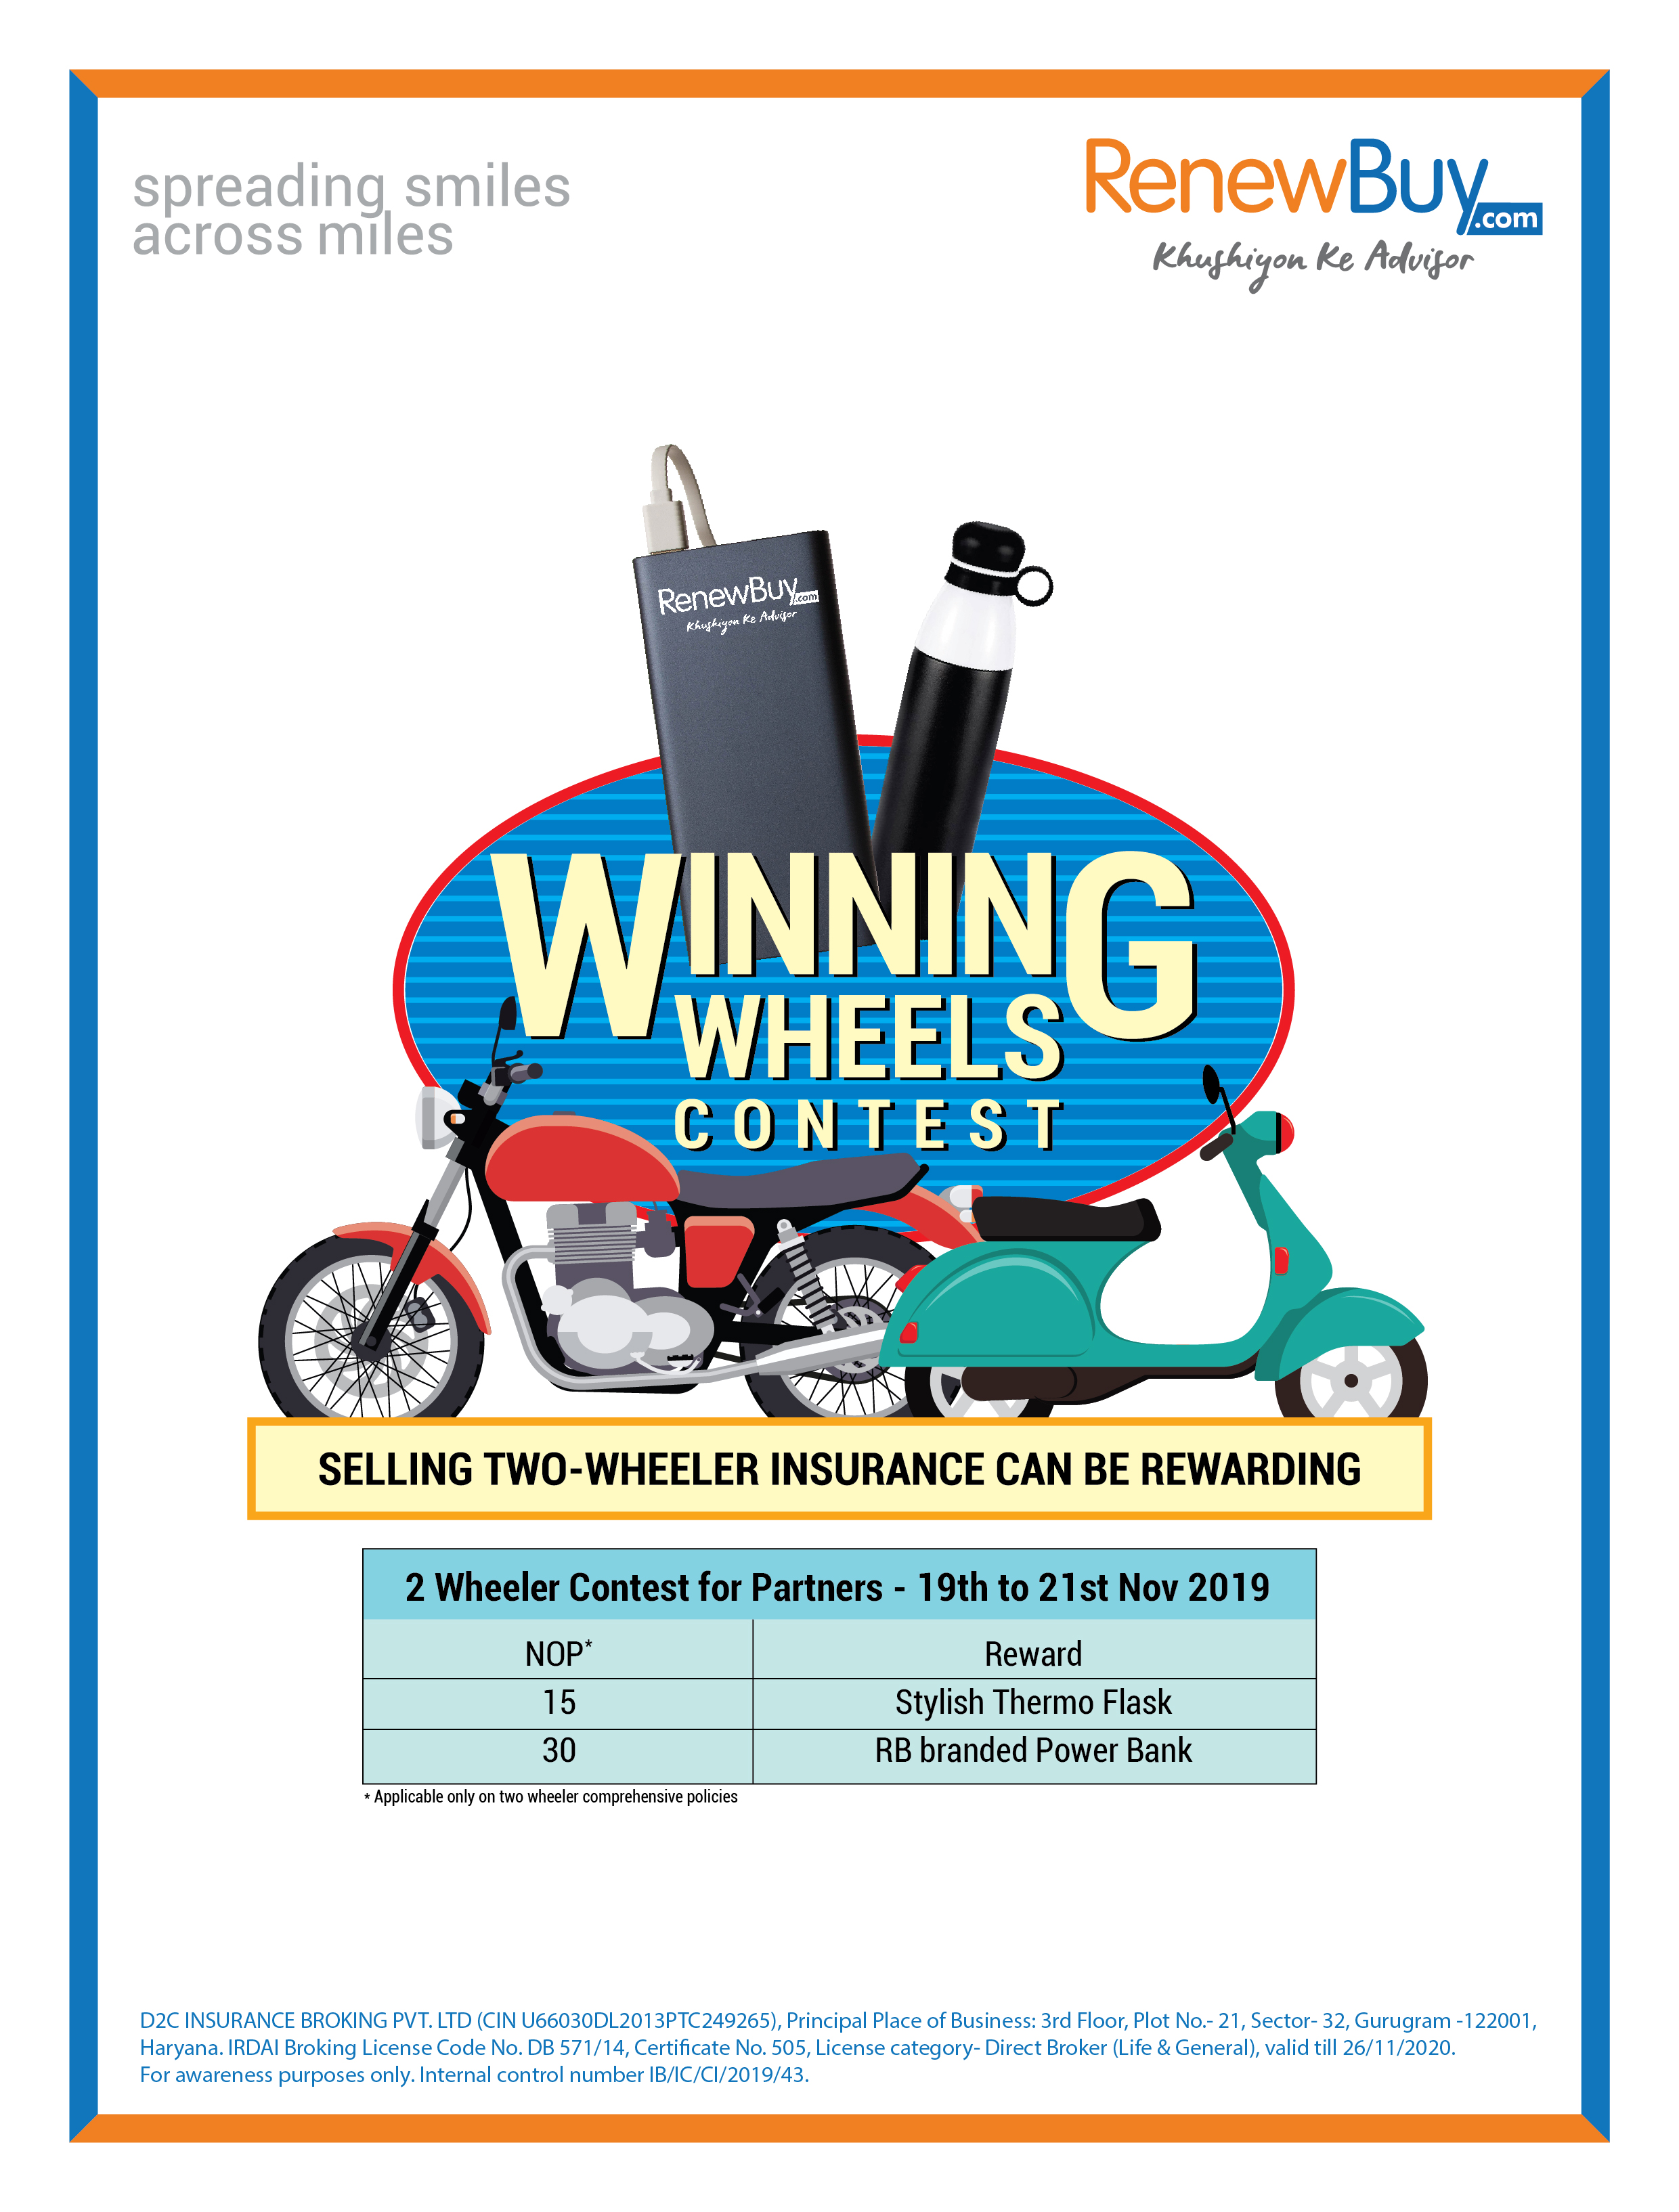 spreading smiles
across miles
RenewBuy.com
Khushiyon Ke Advisor
RenewBuy.com
Khushiyon Ke Advisor
WINNING
WHEELS
CONTEST
SELLING TWO-WHEELER INSURANCE CAN BE REWARDING
2 Wheeler Contest for Partners - 19th to 21st Nov 2019
NOP* Reward
15 Stylish Thermo Flask
30 RB branded Power Bank
* Applicable only on two wheeler comprehensive policies
D2C INSURANCE BROKING PVT. LTD (CIN U66030DL2013PTC249265), Principal Place of Business: 3rd Floor, Plot No.- 21, Sector- 32, Gurugram -122001,
Haryana. IRDAI Broking License Code No. DB 571/14, Certificate No. 505, License category- Direct Broker (Life & General), valid till 26/11/2020.
For awareness purposes only. Internal control number IB/IC/CI/2019/43.